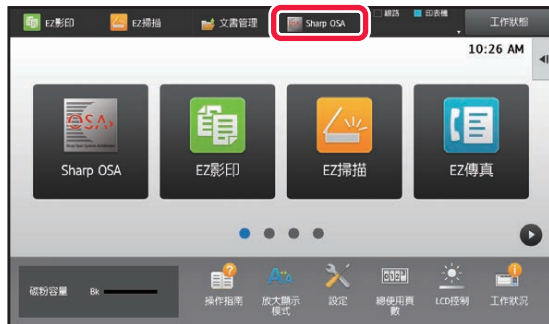 EZ影印
EZ掃描
文書管理
Sharp OSA
線路
印表機
工作狀態
10:26 AM
OSA
Sharp OSA
EZ影印
EZ掃描
EZ傳真
碳粉容量
Bk
操作指南
放大顯示
模式
設定
總使用頁
數
LCD控制
工作狀況